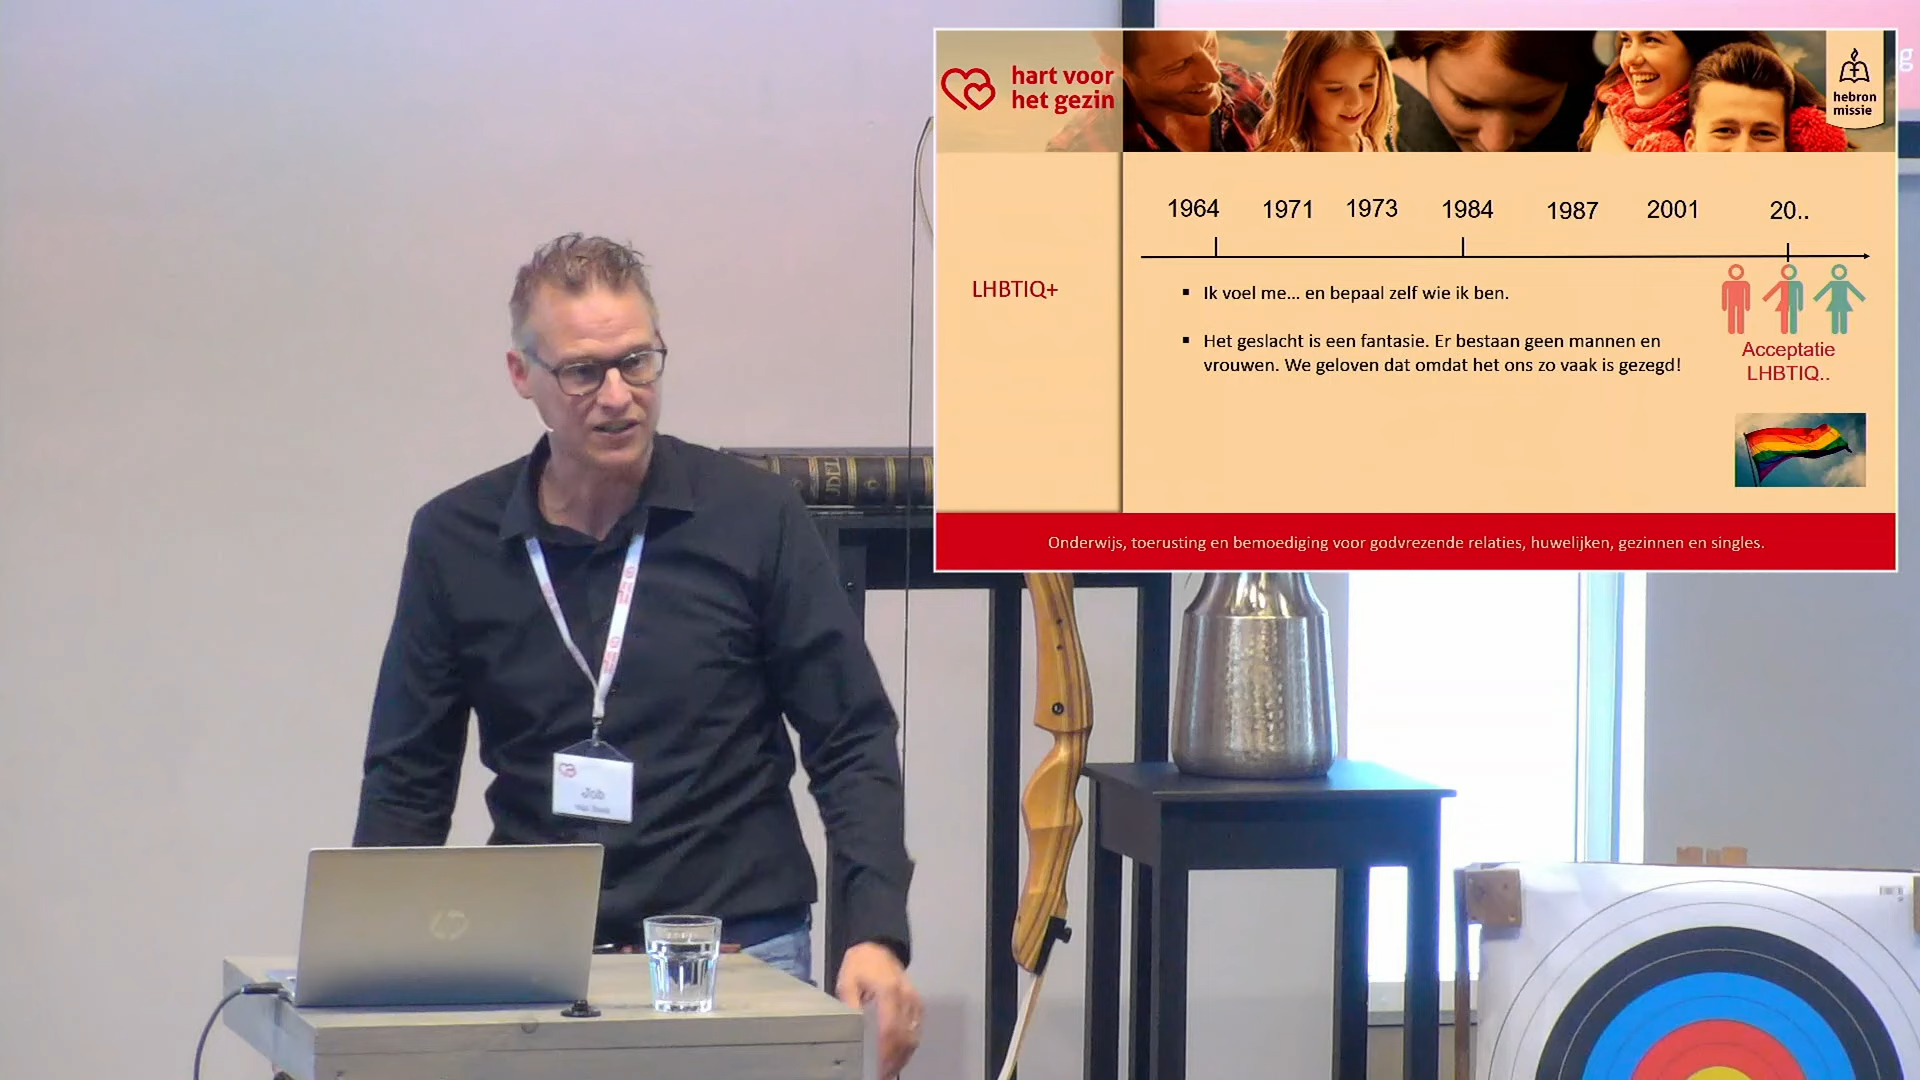 hart voor
het gezin
hebron
missie
g
1964 1971 1973 1984 1987 2001 20..
LHBTIQ+
▪ Ik voel me... en bepaal zelf wie ik ben.
▪ Het geslacht is een fantasie. Er bestaan geen mannen en
vrouwen. We geloven dat omdat het ons zo vaak is gezegd!
Acceptatie
LHBTIQ..
Onderwijs, toerusting en bemoediging voor godvrezende relaties, huwelijken, gezinnen en singles.
Job
hp